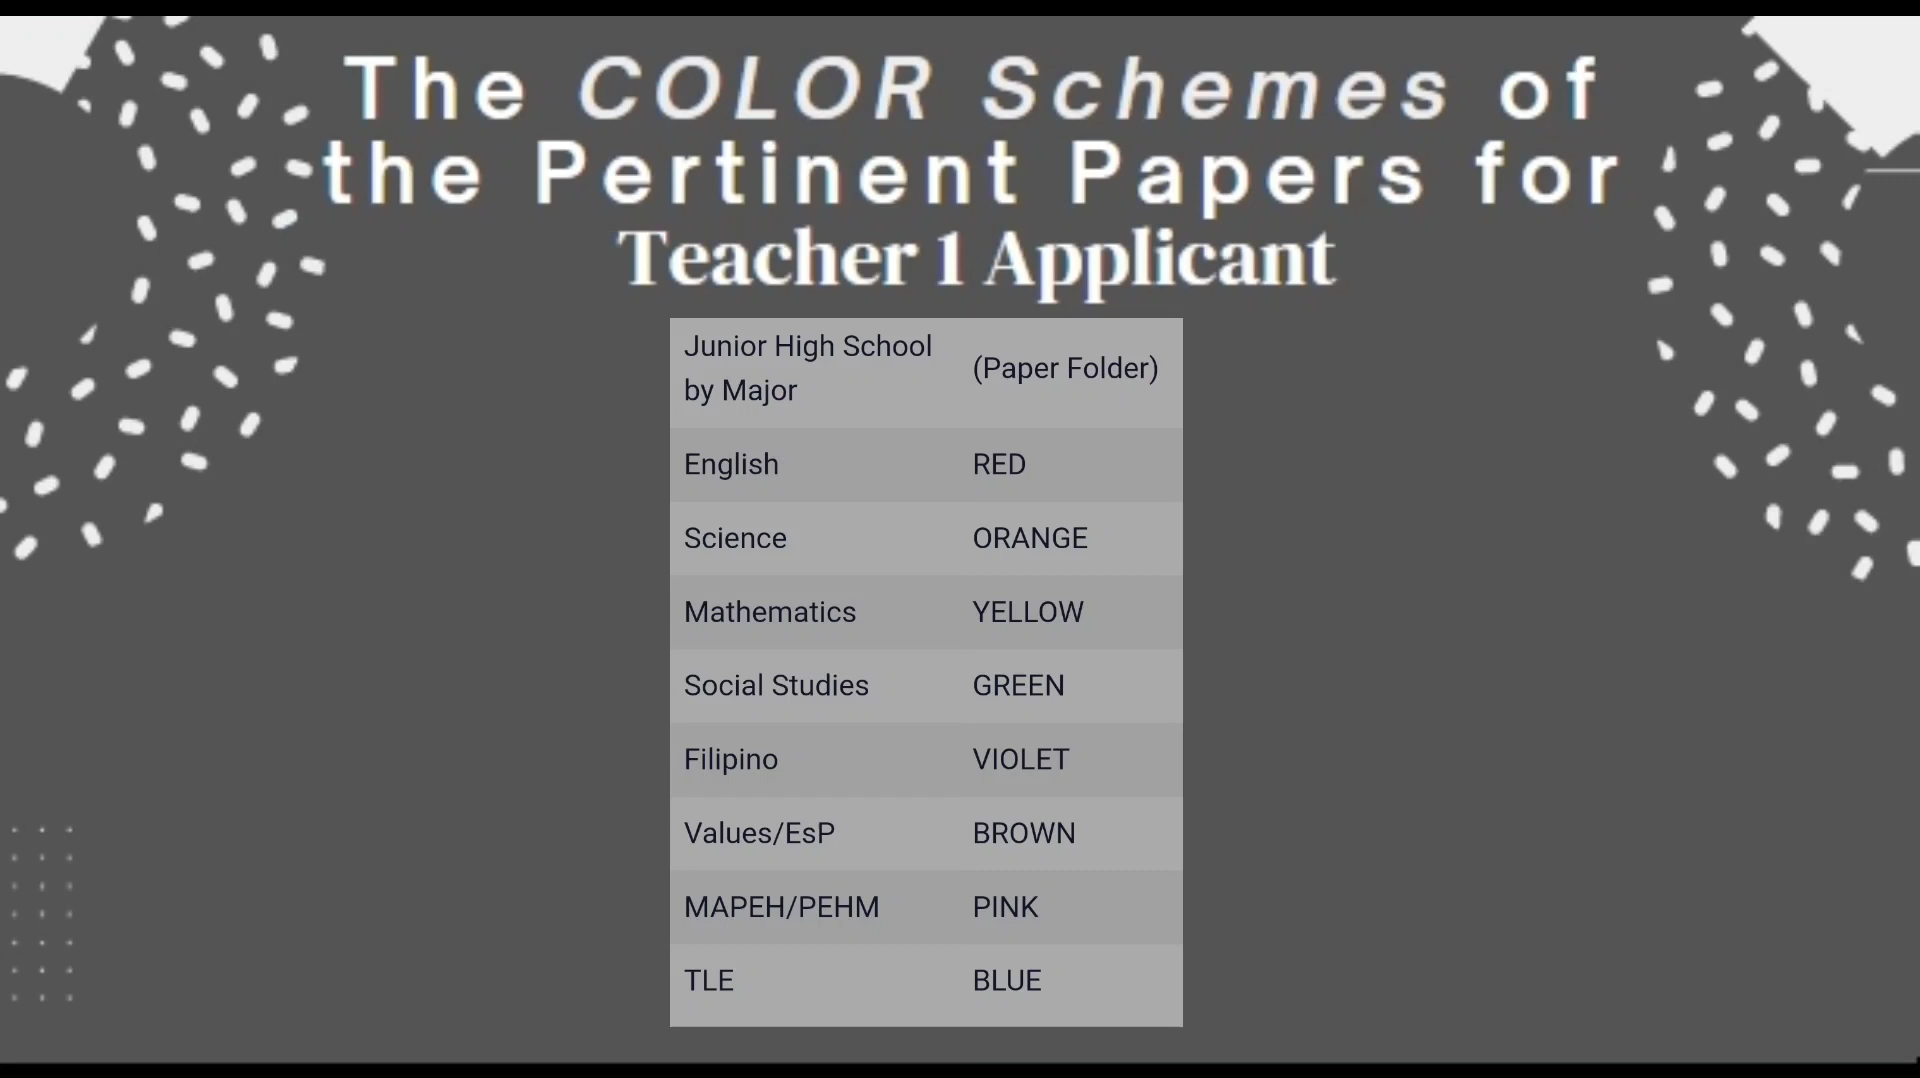 The COLOR Schemes of
the Pertinent Papers for
Teacher 1 Applicant
Junior High School
by Major
(Paper Folder)
English RED
Science ORANGE
Mathematics YELLOW
Social Studies GREEN
Filipino VIOLET
Values/EsP BROWN
MAPEH/PEHM PINK
TLE BLUE